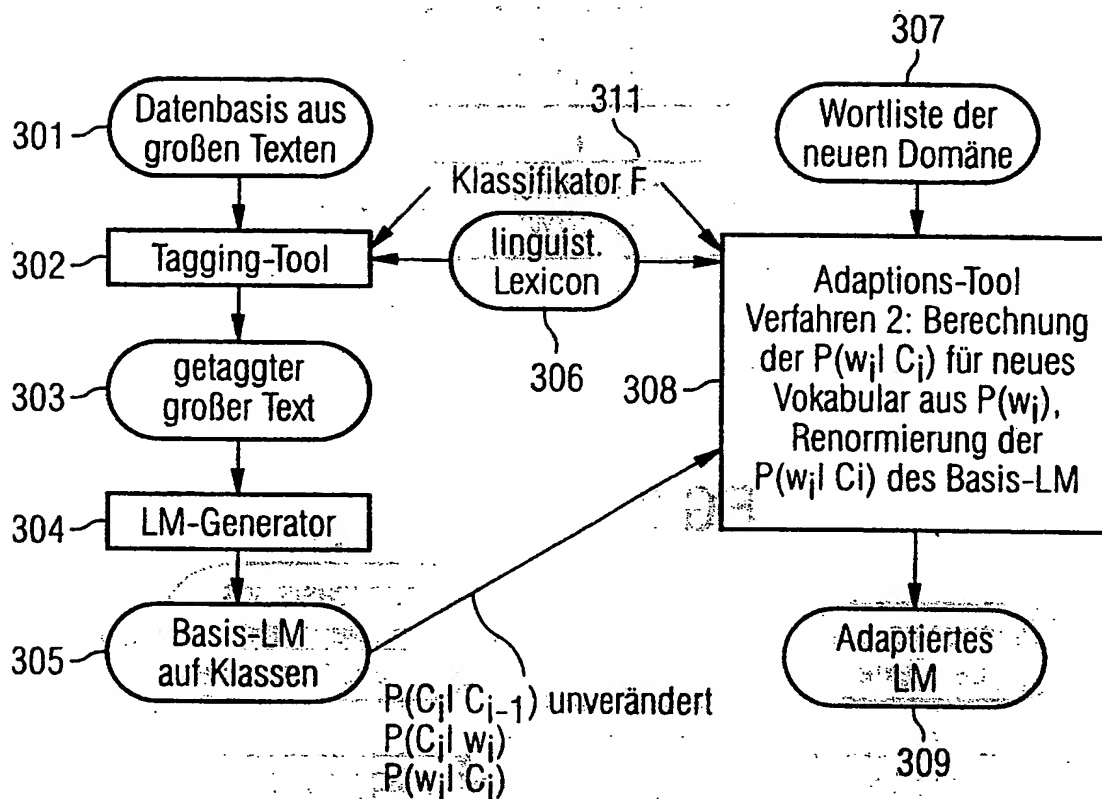 301
Datenbasis aus
großen Texten
302
Tagging-Tool
303
getaggter
großer Text
304
LM-Generator
305
Basis-LM
auf Klassen
311
Klassifikator F
linguist.
Lexicon
306
P(Ci| Ci−1) unverändert
P(Ci| wi)
P(wi| Ci)
307
Wortliste der
neuen Domäne
308
Adaptions-Tool
Verfahren 2: Berechnung
der P(wi| Ci) für neues
Vokabular aus P(wi),
Renormierung der
P(wi| Ci) des Basis-LM
Adaptiertes
LM
309